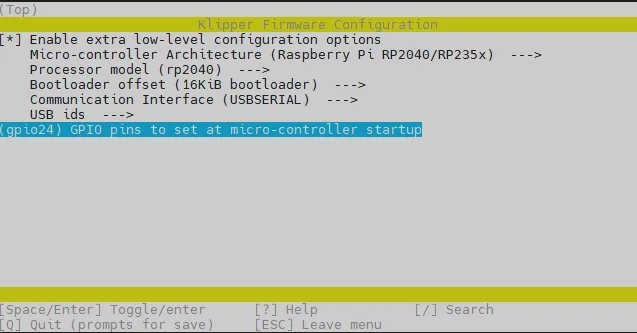 (Top)
Klipper Firmware Configuration
[*] Enable extra low-level configuration options
Micro-controller Architecture (Raspberry Pi RP2040/RP235x) --->
Processor model (rp2040) --->
Bootloader offset (16KiB bootloader) --->
Communication Interface (USBSERIAL) --->
USB ids --->
(gpio24) GPIO pins to set at micro-controller startup
[Space/Enter] Toggle/enter [?] Help [/] Search
[Q] Quit (prompts for save) [ESC] Leave menu